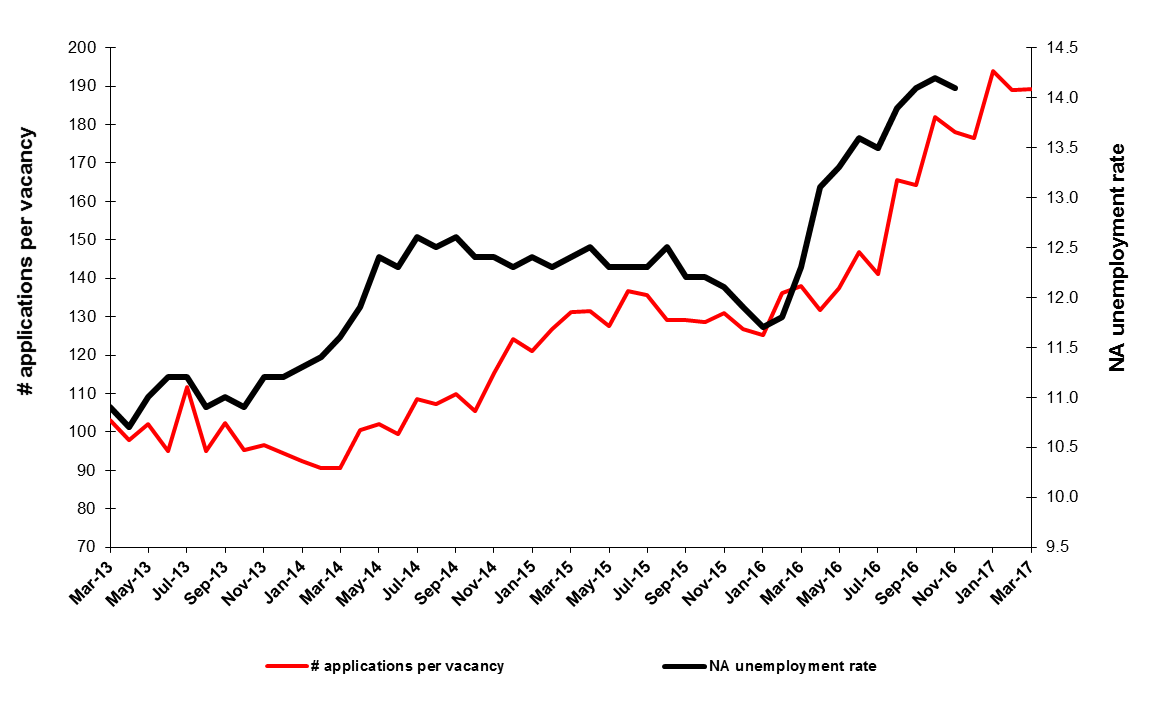 # applications per vacancy
200
190
180
170
160
150
140
130
120
110
100
90
80
70
14.5
14.0
13.5
13.0
12.5
12.0
11.5
11.0
10.5
10.0
9.5
NA unemployment rate
Mar-13
May-13
Jul-13
Sep-13
Nov-13
Jan-14
Mar-14
May-14
Jul-14
Sep-14
Nov-14
Jan-15
Mar-15
May-15
Jul-15
Sep-15
Nov-15
Jan-16
Mar-16
May-16
Jul-16
Sep-16
Nov-16
Jan-17
Mar-17
# applications per vacancy
NA unemployment rate